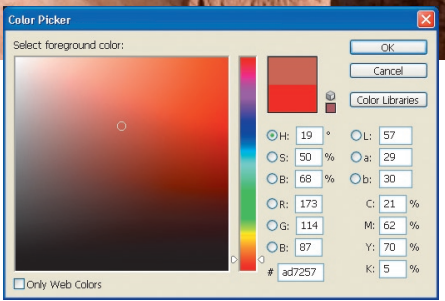 Color Picker
Select foreground color:
OK
Cancel
Color Libraries
H: 19 °
L: 57
S: 50 %
a: 29
B: 68 %
b: 30
R: 173
C: 21 %
G: 114
M: 62 %
B: 87
Y: 70 %
# ad7257
K: 5 %
Only Web Colors